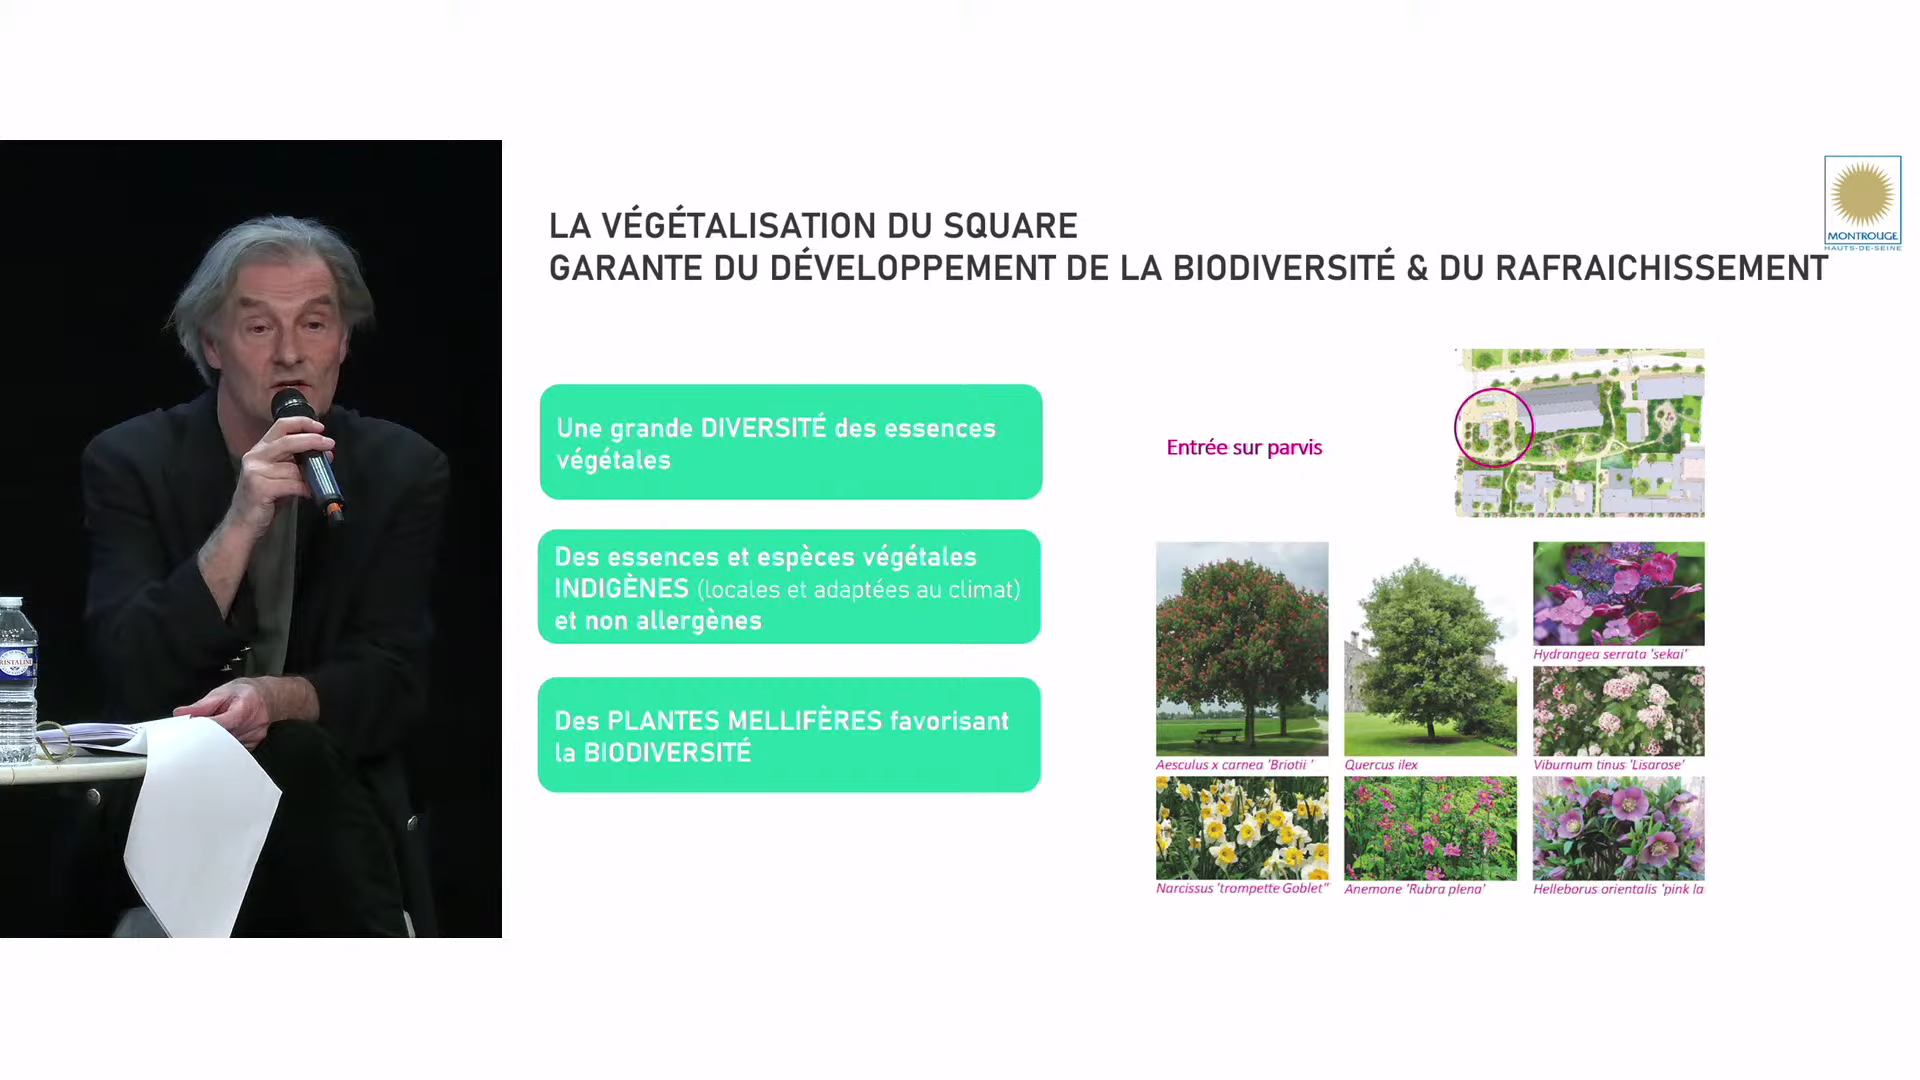 MONTROUGE
HAUTS-DE-SEINE
LA VÉGÉTALISATION DU SQUARE
GARANTE DU DÉVELOPPEMENT DE LA BIODIVERSITÉ & DU RAFRAICHISSEMENT
Une grande DIVERSITÉ des essences
végétales
Des essences et espèces végétales
INDIGÈNES (locales et adaptées au climat)
et non allergènes
Des PLANTES MELLIFÈRES favorisant
la BIODIVERSITÉ
Entrée sur parvis
Hydrangea serrata 'sekai'
Aesculus x carnea 'Briotii '
Quercus ilex
Viburnum tinus 'Lisarose'
Narcissus 'trompette Goblet"
Anemone 'Rubra plena'
Helleborus orientalis 'pink la